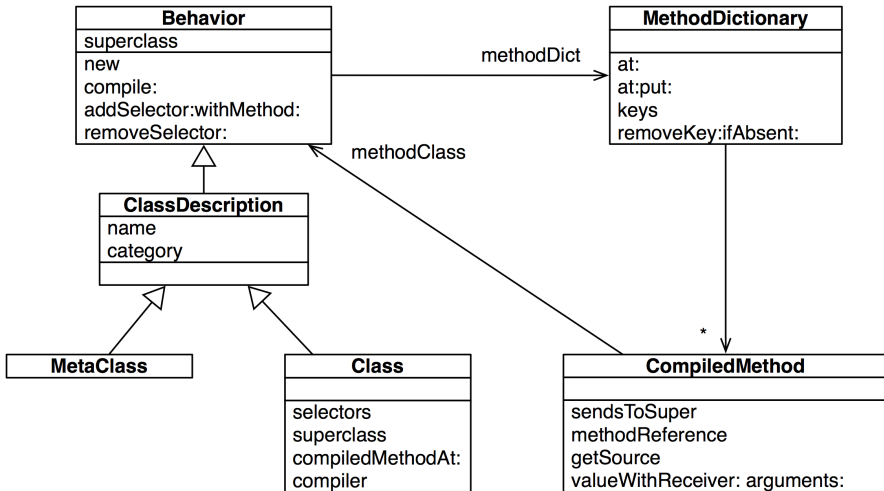 Behavior
superclass
new
compile:
addSelector:withMethod:
removeSelector:
methodDict
MethodDictionary
at:
at:put:
keys
removeKey:ifAbsent:
methodClass
ClassDescription
name
category
*
MetaClass
Class
selectors
superclass
compiledMethodAt:
compiler
CompiledMethod
sendsToSuper
methodReference
getSource
valueWithReceiver: arguments: